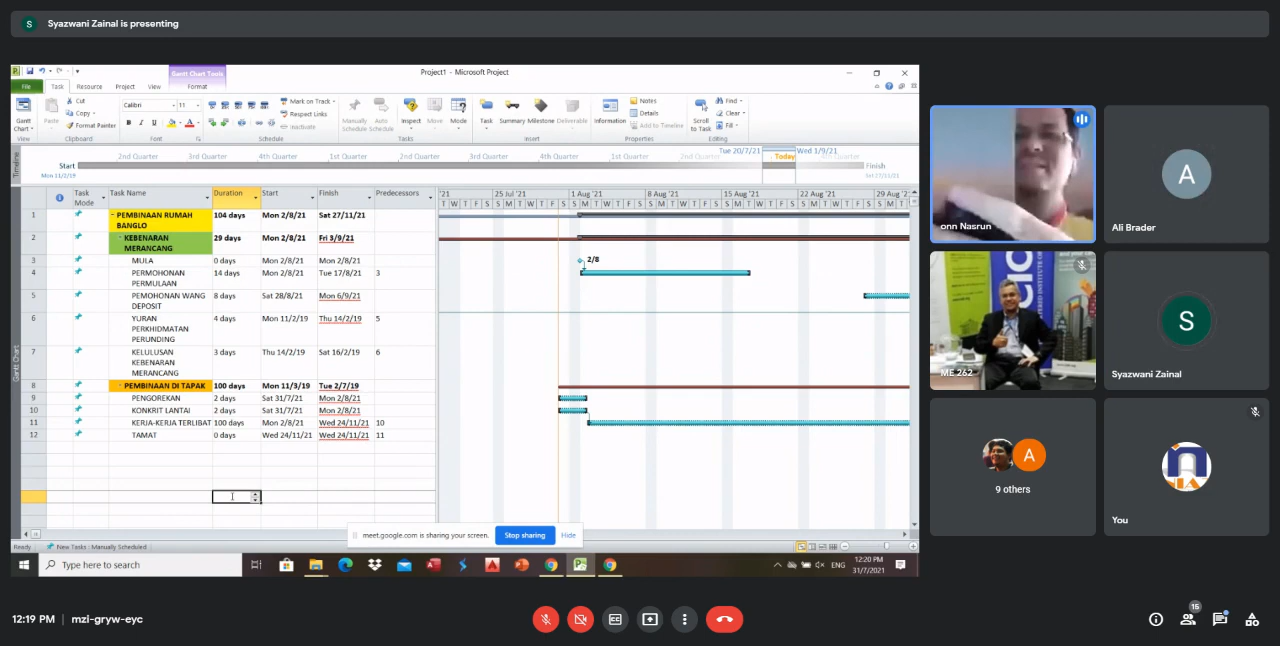 S Syazwani Zainal is presenting
Gantt Chart Tools
Project1 - Microsoft Project
File Task Resource Project View Format
Gantt Chart
View
Paste
Cut
Copy
Format Painter
Clipboard
Calibri 11
B I U A
Font
Mark on Track
Respect Links
Inactivate
Schedule
Manually Schedule
Auto Schedule
Inspect Move Mode
Tasks
Task Summary Milestone Deliverable
Insert
Information
Notes
Details
Add to Timeline
Properties
Scroll to Task
Find
Clear
Fill
Editing
Timeline
Tue 20/7/21 Wed 1/9/21
2nd Quarter 3rd Quarter 4th Quarter 1st Quarter 2nd Quarter 3rd Quarter 4th Quarter 1st Quarter 2nd Quarter Today 4th Quarter
Start
Mon 11/2/19
Finish
Sat 27/11/21
Task Mode Task Name Duration Start Finish Predecessors
'21 25 Jul '21 1 Aug '21 8 Aug '21 15 Aug '21 22 Aug '21 29 Aug '2
T W T F S S M T W T F S S M T W T F S S M T W T F S S M T W T F S S M T W T F S S M T W T
1 PEMBINAAN RUMAH BANGLO 104 days Mon 2/8/21 Sat 27/11/21
2 KEBENARAN MERANCANG 29 days Mon 2/8/21 Fri 3/9/21
3 MULA 0 days Mon 2/8/21 Mon 2/8/21
2/8
4 PERMOHONAN PERMULAAN 14 days Mon 2/8/21 Tue 17/8/21
5 PEMOHONAN WANG DEPOSIT 8 days Sat 28/8/21 Mon 6/9/21
6 YURAN PERKHIDMATAN PERUNDING 4 days Mon 11/2/19 Thu 14/2/19 5
7 KELULUSAN KEBENARAN MERANCANG 3 days Thu 14/2/19 Sat 16/2/19 6
8 PEMBINAAN DI TAPAK 100 days Mon 11/3/19 Tue 2/7/19
9 PENGOREKAN 2 days Sat 31/7/21 Mon 2/8/21
10 KONKRIT LANTAI 2 days Sat 31/7/21 Mon 2/8/21
11 KERJA-KERJA TERLIBAT 100 days Mon 2/8/21 Wed 24/11/21 10
12 TAMAT 0 days Wed 24/11/21 Wed 24/11/21 11
Gantt Chart
meet.google.com is sharing your screen. Stop sharing Hide
Ready New Tasks : Manually Scheduled
Type here to search
ENG
12:20 PM
31/7/2021
onn Nasrun
A
Ali Brader
CIO
ME 262
S
Syazwani Zainal
A
9 others
You
12:19 PM | mzi-gryw-eyc
15